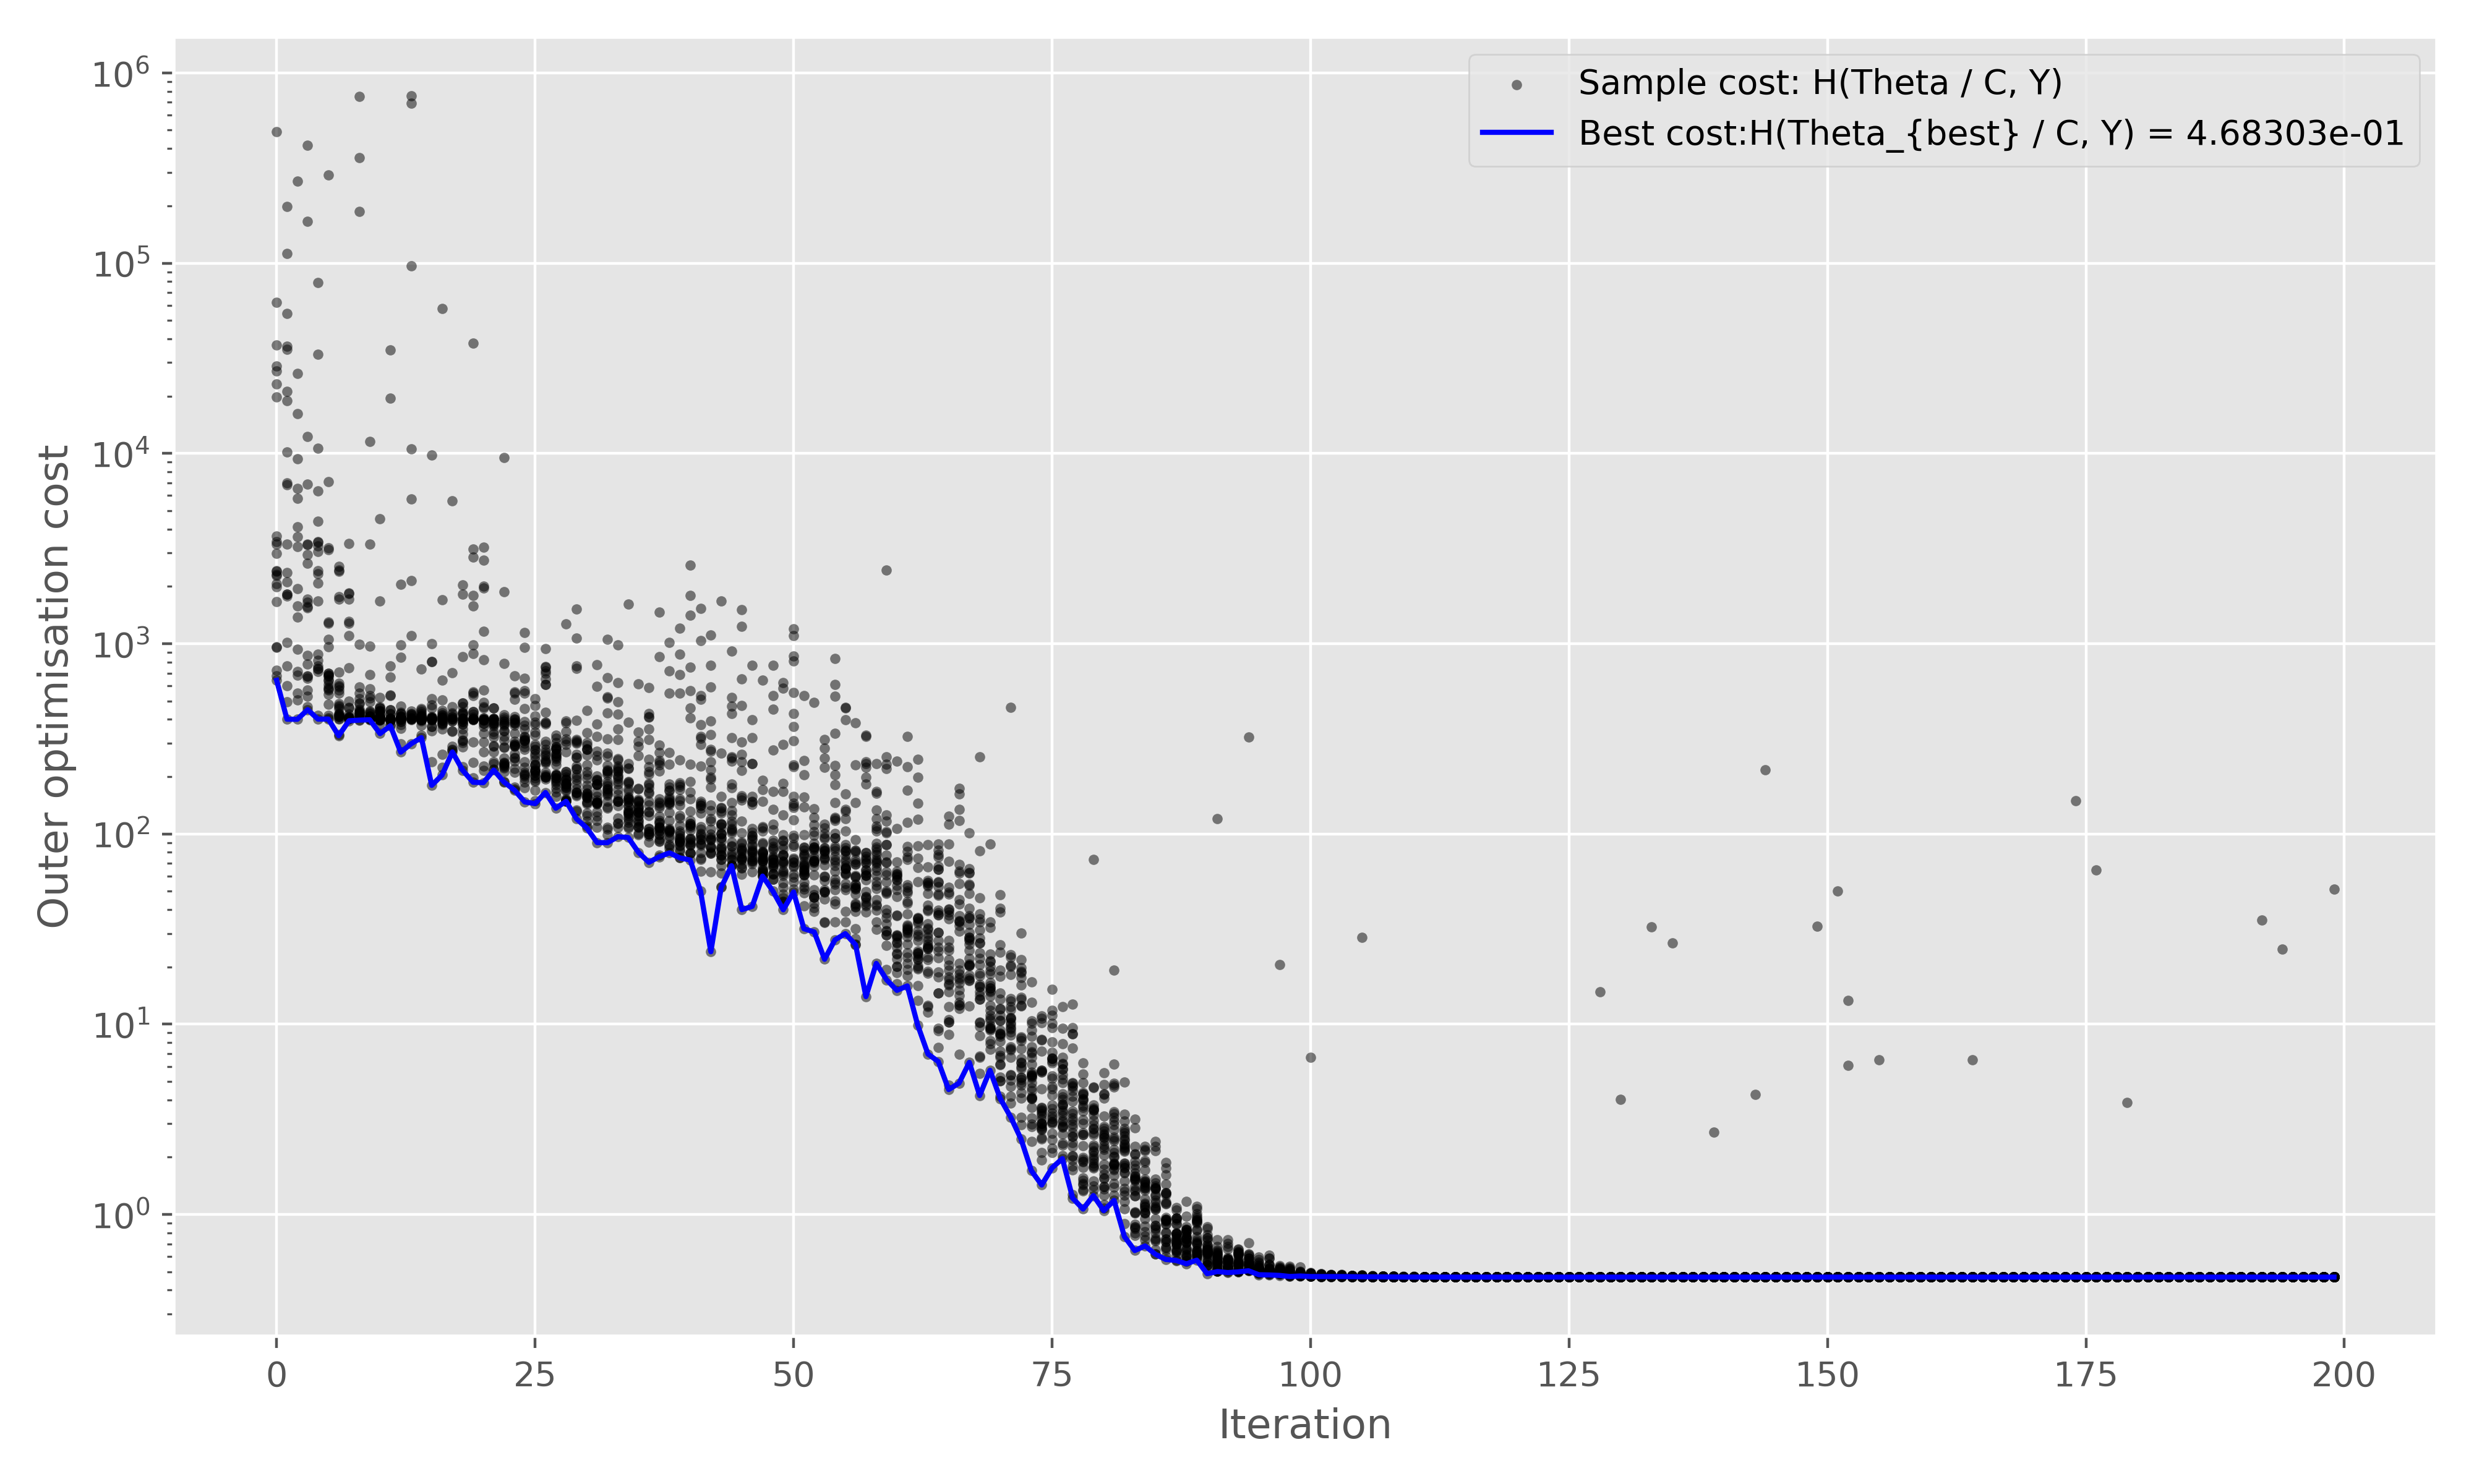 Sample cost: H(Theta / C, Y)
Best cost:H(Theta_{best} / C, Y) = 4.68303e-01
Outer optimisation cost
10^6
10^5
10^4
10^3
10^2
10^1
10^0
0 25 50 75 100 125 150 175 200
Iteration